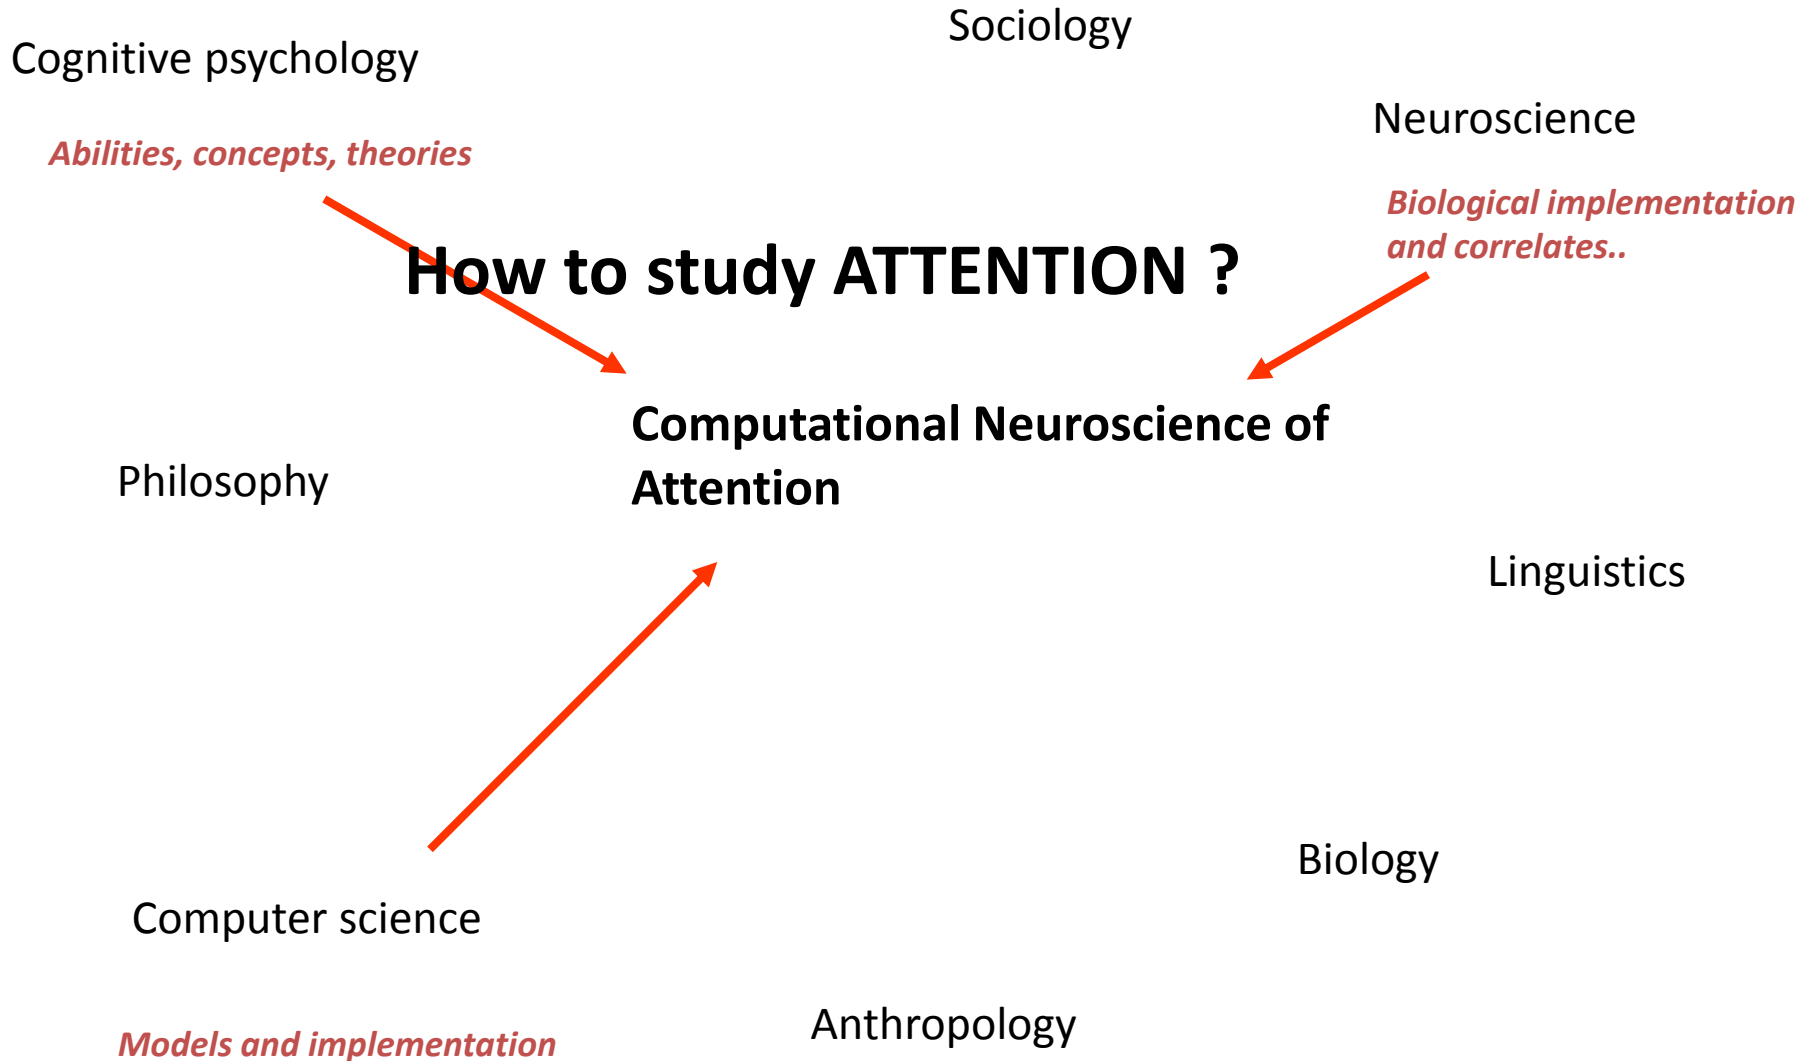 Sociology
Cognitive psychology
Neuroscience
Abilities, concepts, theories
Biological implementation
and correlates..
How to study ATTENTION ?
Computational Neuroscience of
Attention
Philosophy
Linguistics
Biology
Computer science
Anthropology
Models and implementation